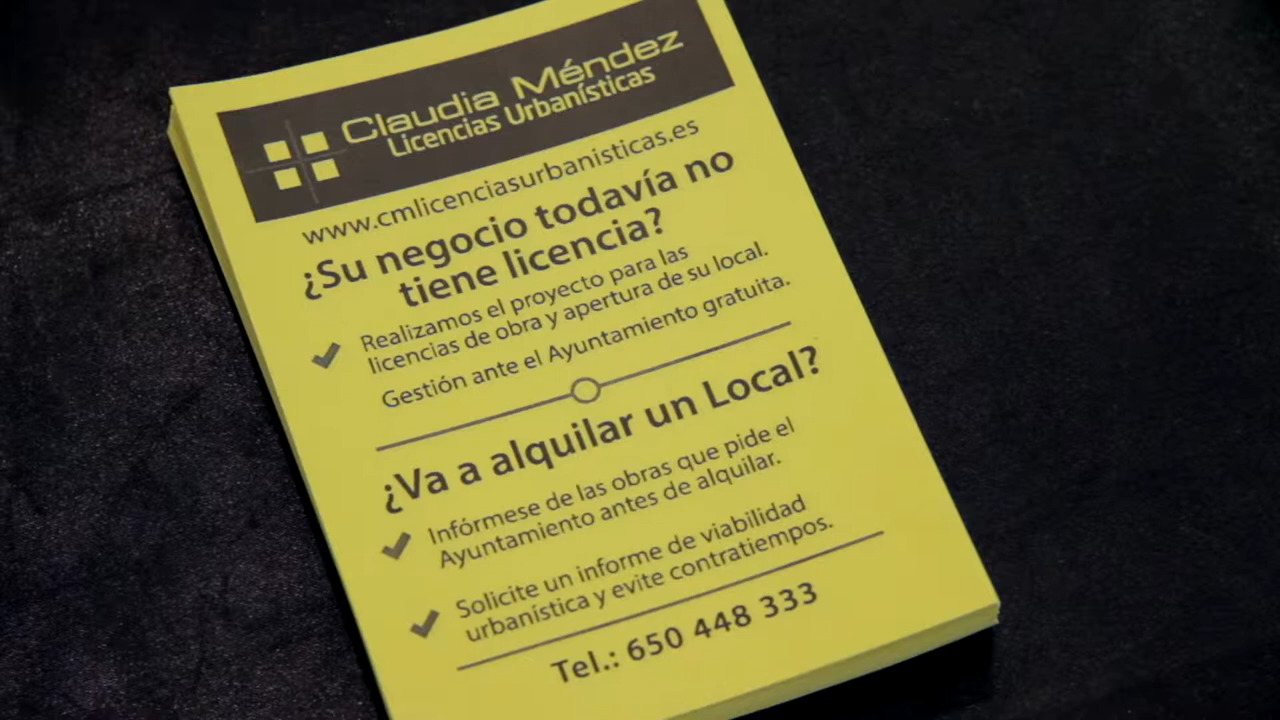 Claudia Méndez
Licencias Urbanísticas
www.cmlicenciasurbanisticas.es
¿Su negocio todavía no
tiene licencia?
Realizamos el proyecto para las
licencias de obra y apertura de su local.
Gestión ante el Ayuntamiento gratuita.
¿Va a alquilar un Local?
Infórmese de las obras que pide el
Ayuntamiento antes de alquilar.
Solicite un informe de viabilidad
urbanística y evite contratiempos.
Tel.: 650 448 333